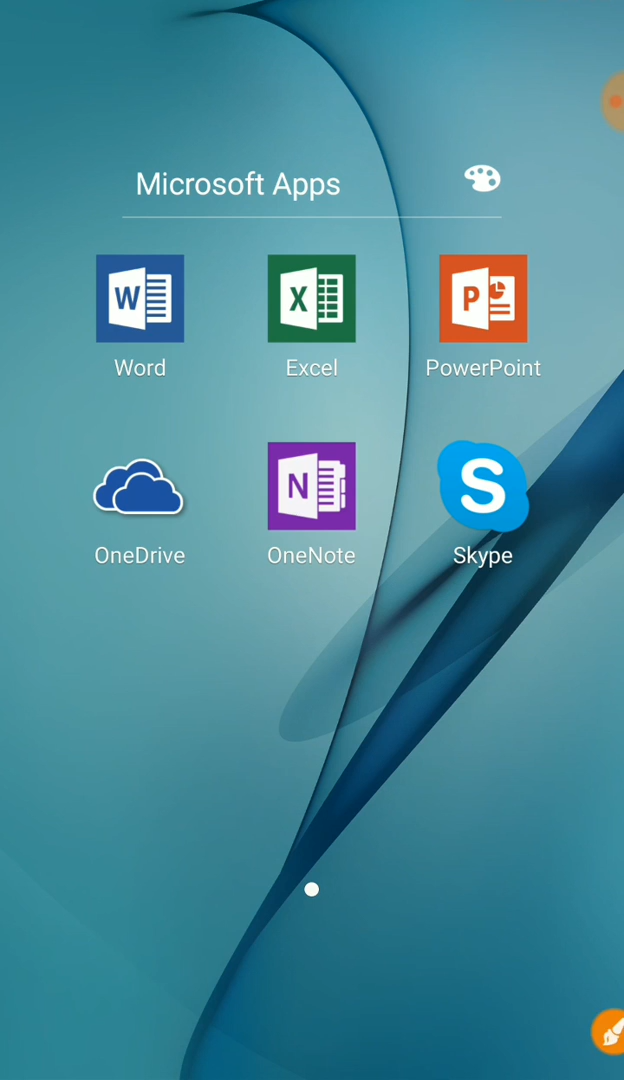 Microsoft Apps
W
X
P
Word
Excel
PowerPoint
N
S
OneDrive
OneNote
Skype